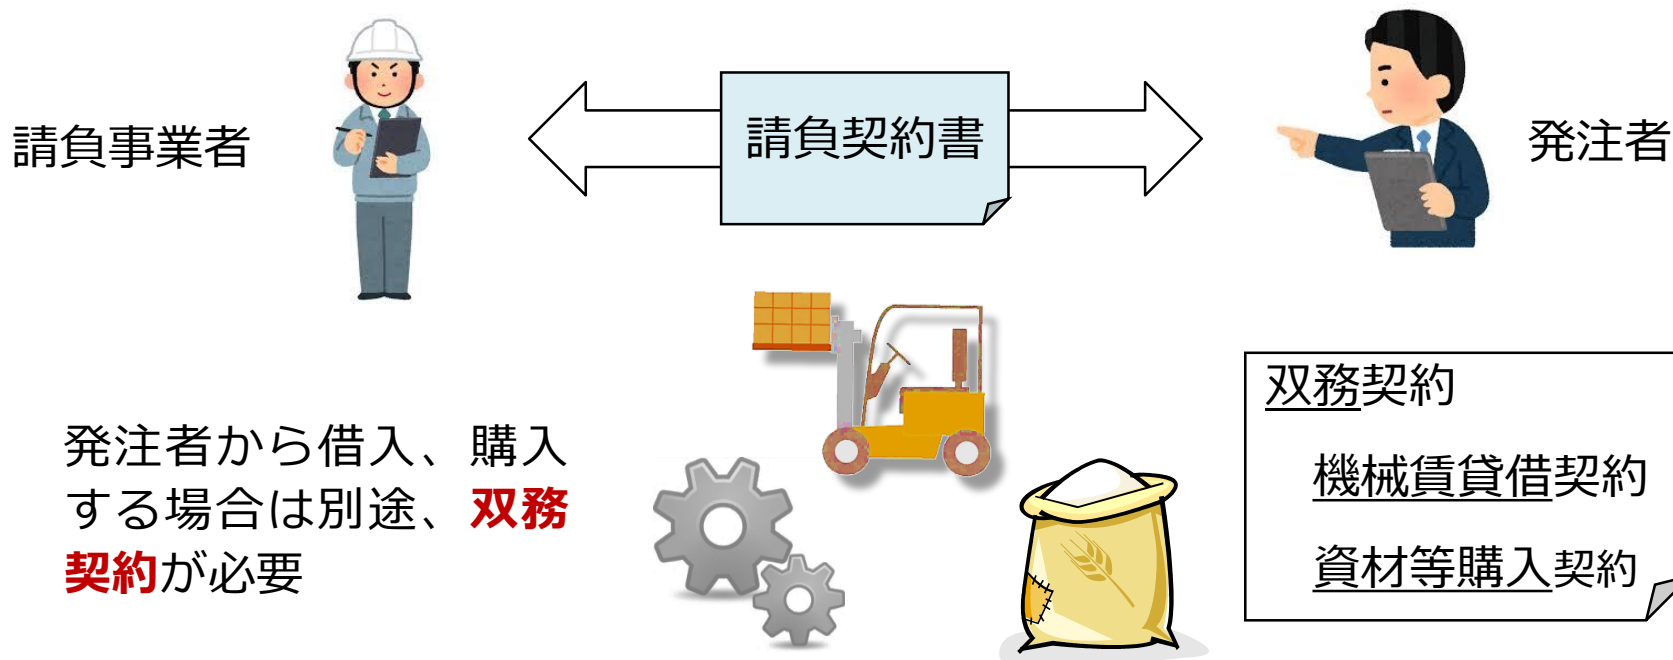 請負事業者
請負契約書
発注者
発注者から借入、購入
する場合は別途、双務
契約が必要
双務契約
機械賃貸借契約
資材等購入契約